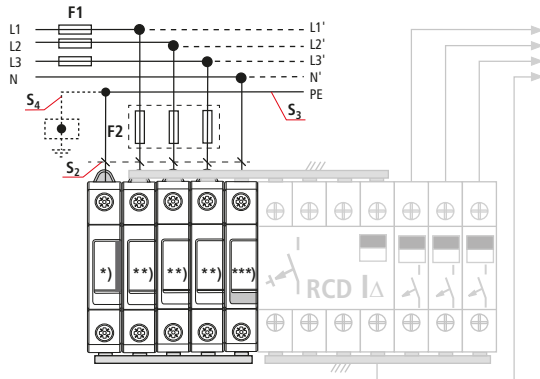 F1
L1 L1'
L2 L2'
L3 L3'
N N'
S4 PE
S3
F2
S2
*) **) **) **) ***) RCD I∆ I I I I